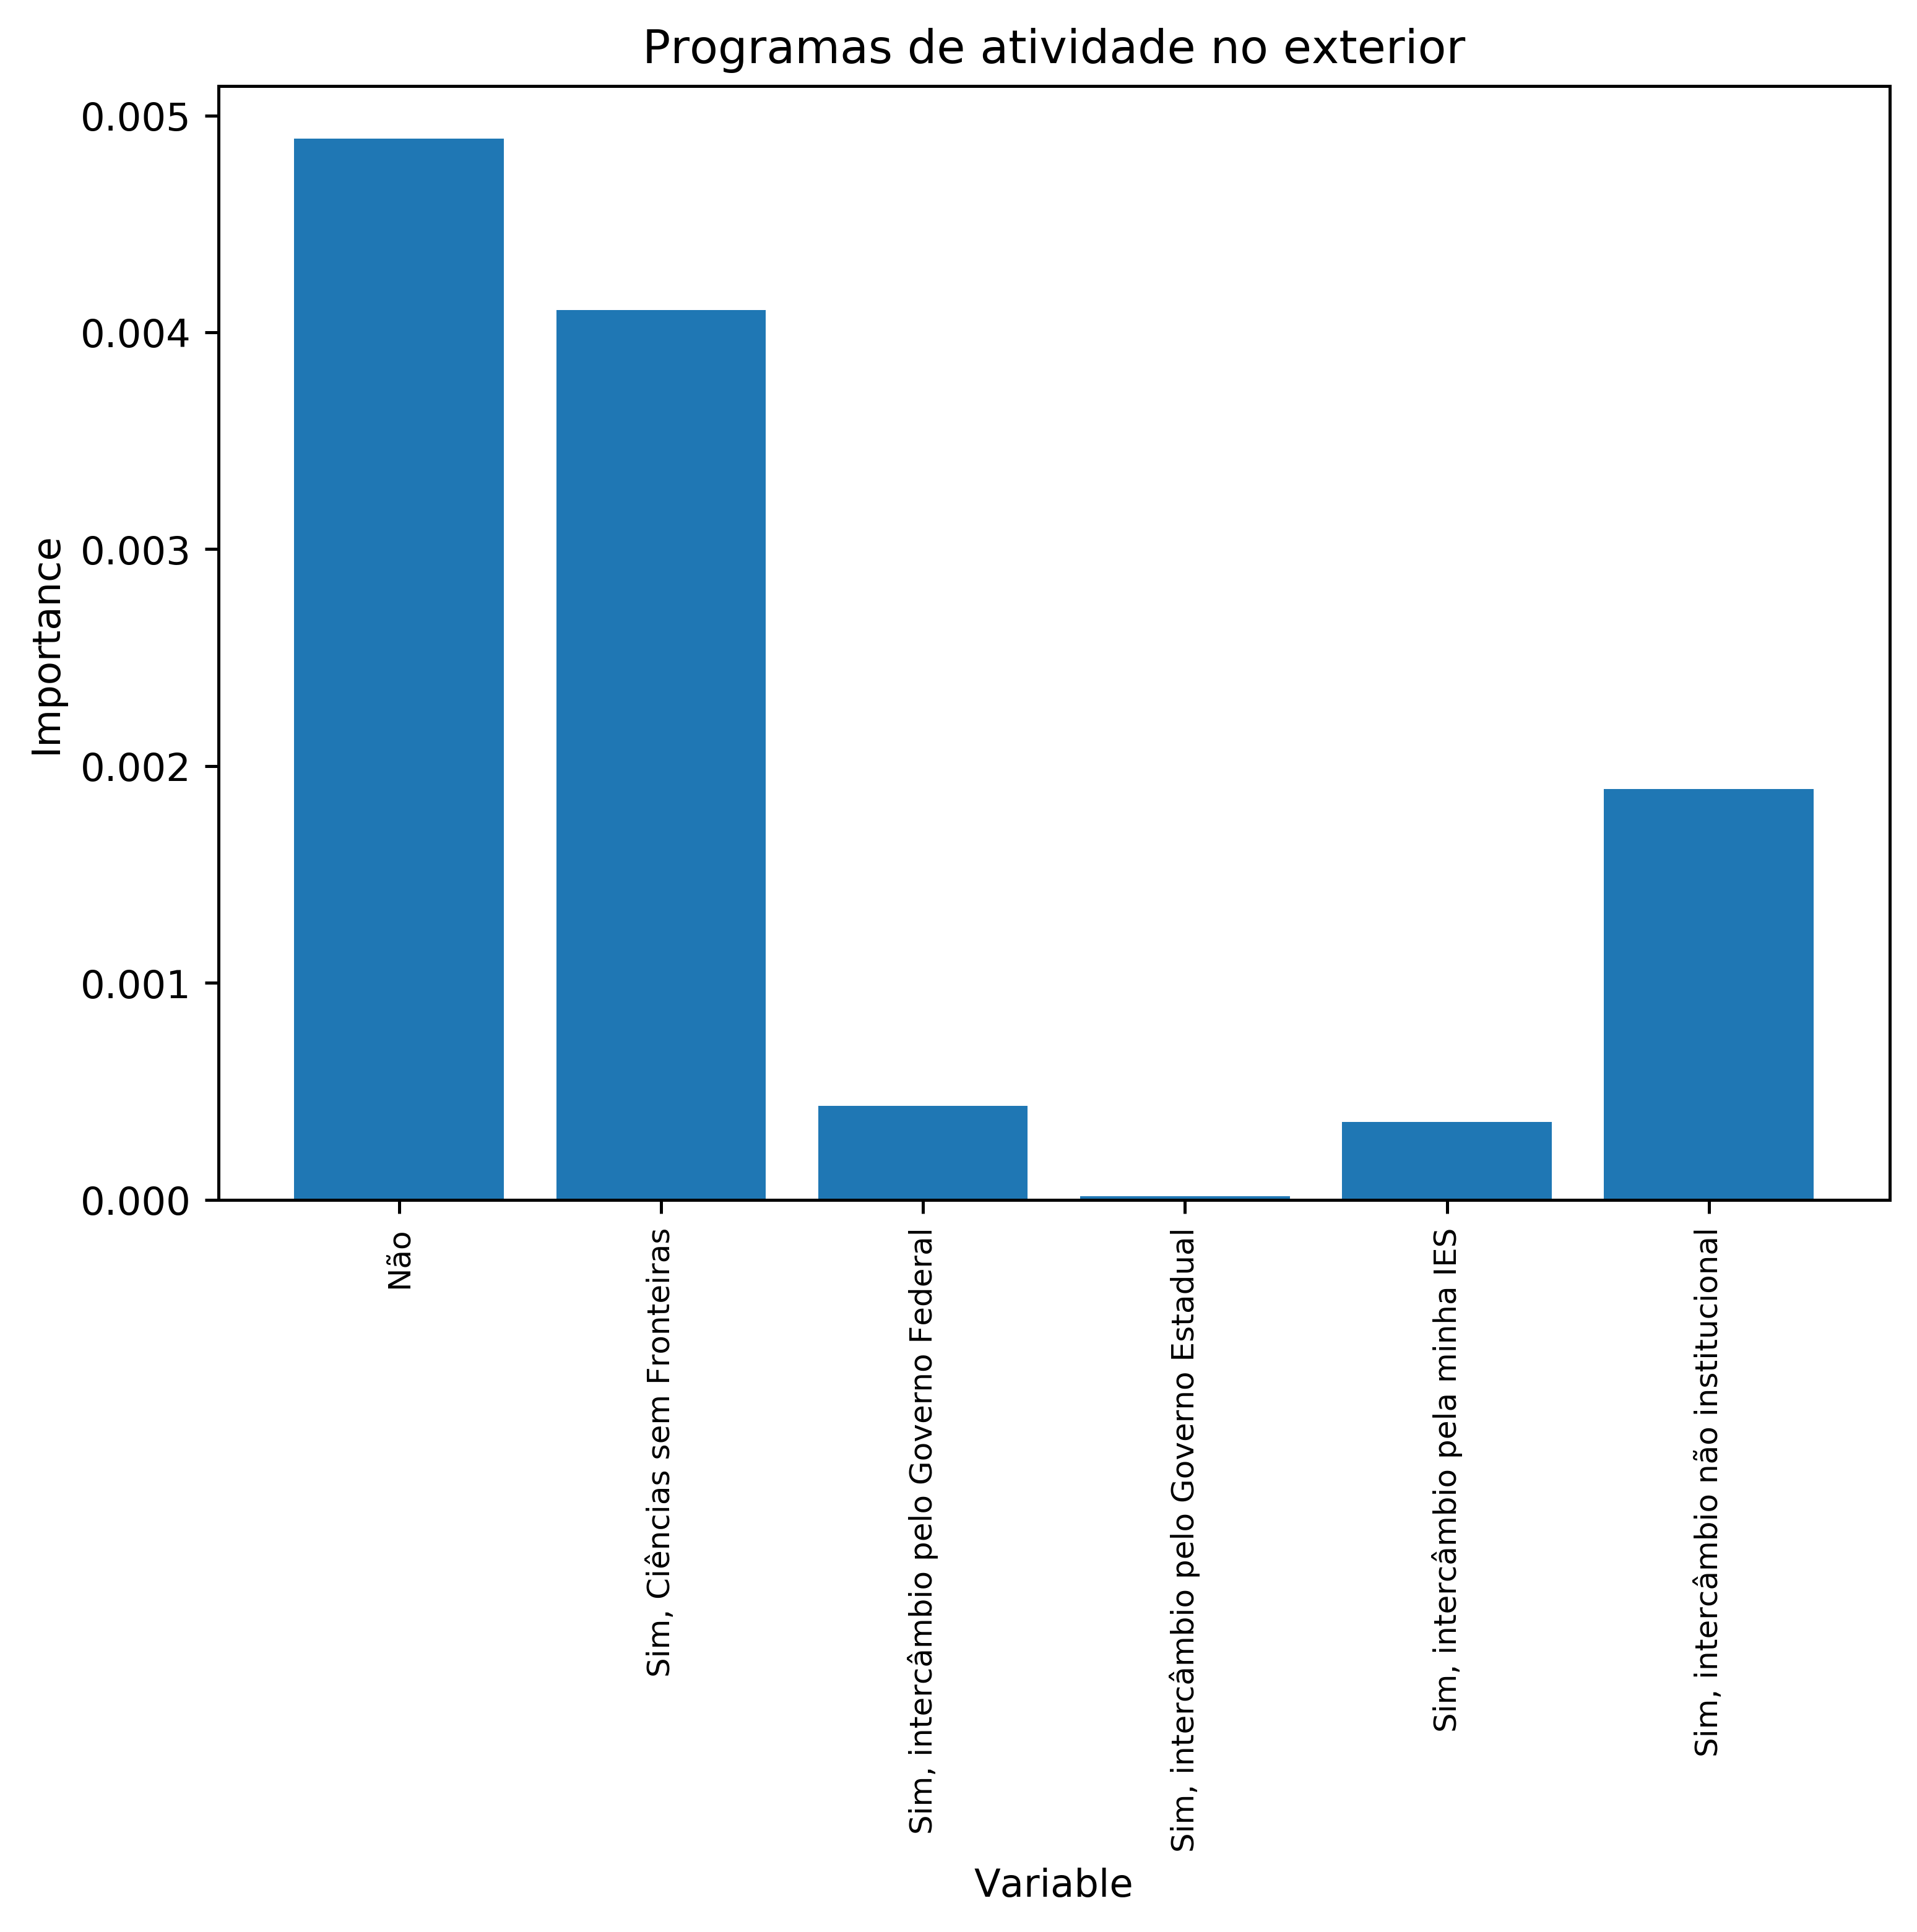 Programas de atividade no exterior
Importance
0.005
0.004
0.003
0.002
0.001
0.000
Não
Sim, Ciências sem Fronteiras
Sim, intercâmbio pelo Governo Federal
Sim, intercâmbio pelo Governo Estadual
Sim, intercâmbio pela minha IES
Sim, intercâmbio não institucional
Variable